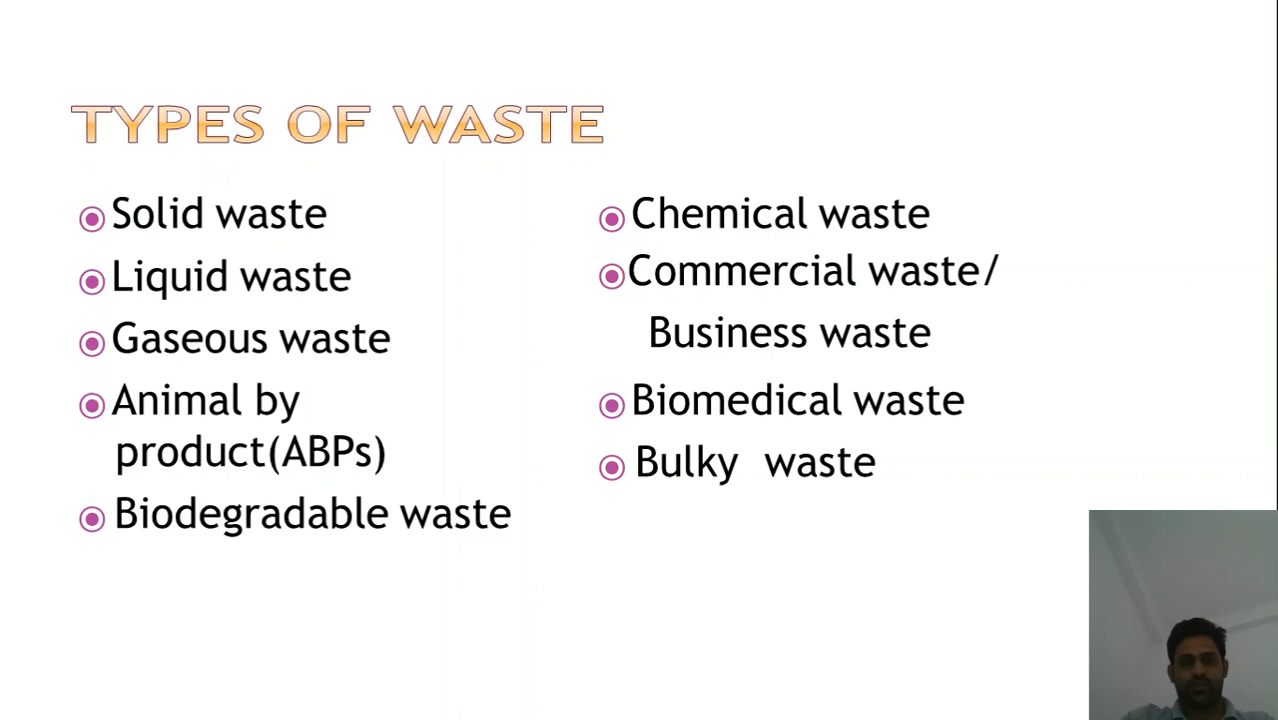 TYPES OF WASTE
Solid waste
Liquid waste
Gaseous waste
Animal by
product(ABPs)
Biodegradable waste
Chemical waste
Commercial waste/
Business waste
Biomedical waste
Bulky waste